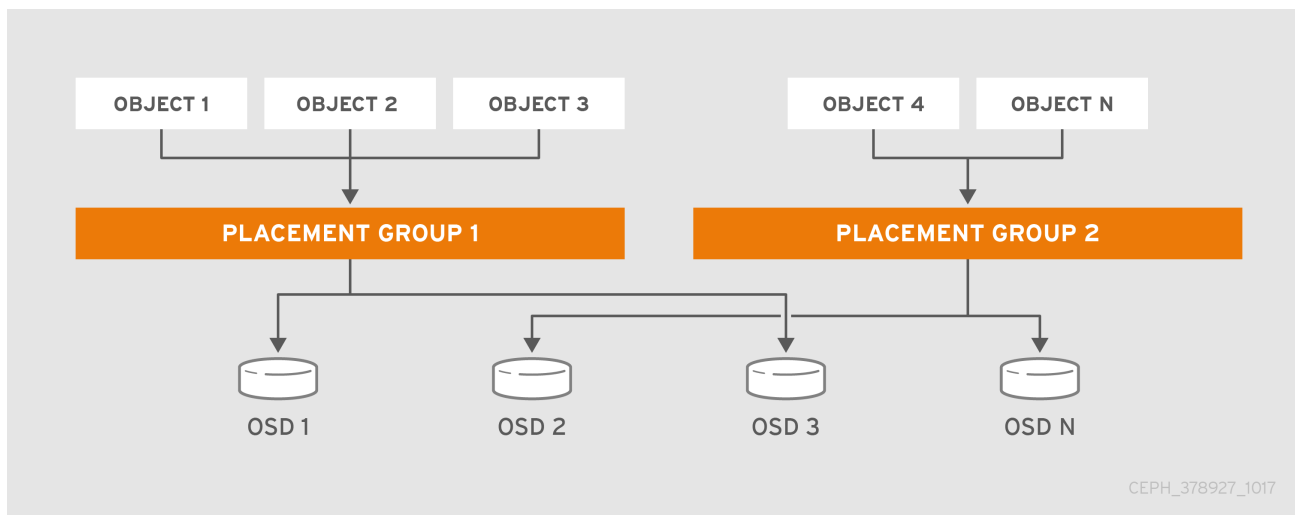 OBJECT 1 OBJECT 2 OBJECT 3 OBJECT 4 OBJECT N
PLACEMENT GROUP 1 PLACEMENT GROUP 2
OSD 1 OSD 2 OSD 3 OSD N
CEPH_378927_1017